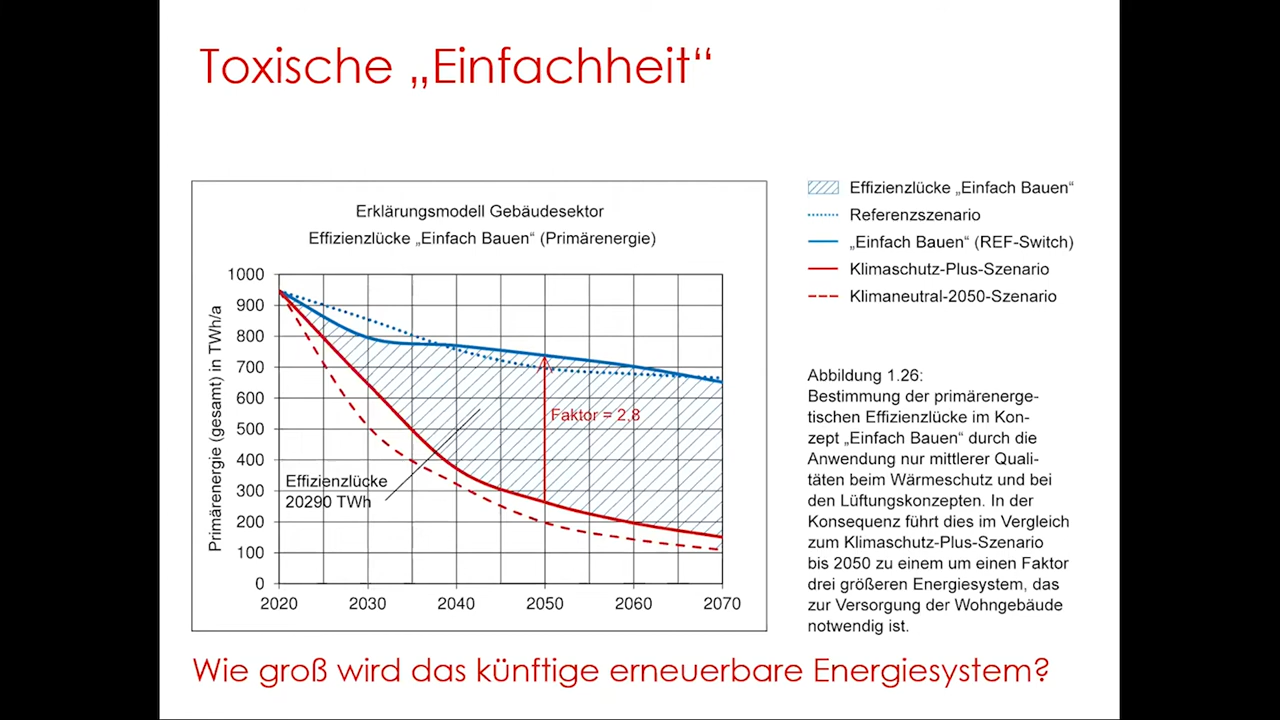 Toxische „Einfachheit“
Erklärungsmodell Gebäudesektor
Effizienzlücke „Einfach Bauen“ (Primärenergie)
Primärenergie (gesamt) in TWh/a
1000
900
800
700
600
500
400
300
200
100
0
2020 2030 2040 2050 2060 2070
Faktor = 2,8
Effizienzlücke
20290 TWh
Effizienzlücke „Einfach Bauen“
Referenzszenario
„Einfach Bauen“ (REF-Switch)
Klimaschutz-Plus-Szenario
Klimaneutral-2050-Szenario
Abbildung 1.26:
Bestimmung der primärenerge-
tischen Effizienzlücke im Kon-
zept „Einfach Bauen“ durch die
Anwendung nur mittlerer Quali-
täten beim Wärmeschutz und bei
den Lüftungskonzepten. In der
Konsequenz führt dies im Vergleich
zum Klimaschutz-Plus-Szenario
bis 2050 zu einem um einen Faktor
drei größeren Energiesystem, das
zur Versorgung der Wohngebäude
notwendig ist.
Wie groß wird das künftige erneuerbare Energiesystem?